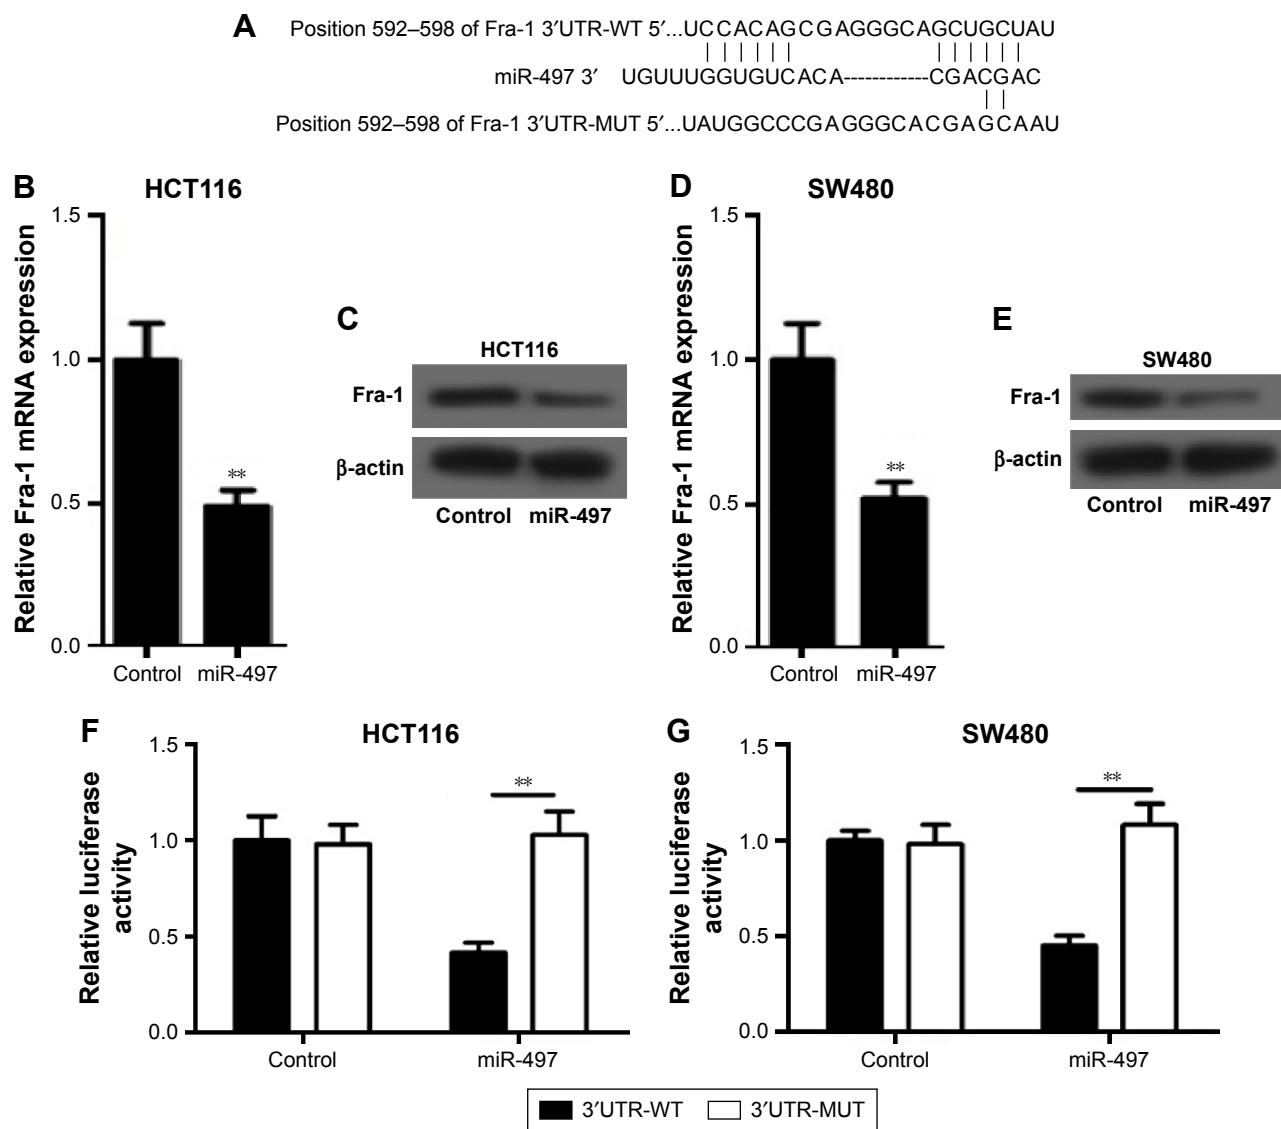 A
Position 592–598 of Fra-1 3′UTR-WT 5′...UCCACAGCGAGGGCAGCUGCUAU
miR-497 3′ UGUUUGGUGUCACA------------CGACGAC
Position 592–598 of Fra-1 3′UTR-MUT 5′...UAUGGCCCGAGGGCACGAGCAAU
B
HCT116
Relative Fra-1 mRNA expression
1.5
1.0
0.5
0.0
**
Control miR-497
C
HCT116
Fra-1
β-actin
Control miR-497
D
SW480
Relative Fra-1 mRNA expression
1.5
1.0
0.5
0.0
**
Control miR-497
E
SW480
Fra-1
β-actin
Control miR-497
F
HCT116
Relative luciferase
activity
1.5
1.0
0.5
0.0
**
Control miR-497
G
SW480
Relative luciferase
activity
1.5
1.0
0.5
0.0
**
Control miR-497
3′UTR-WT 3′UTR-MUT